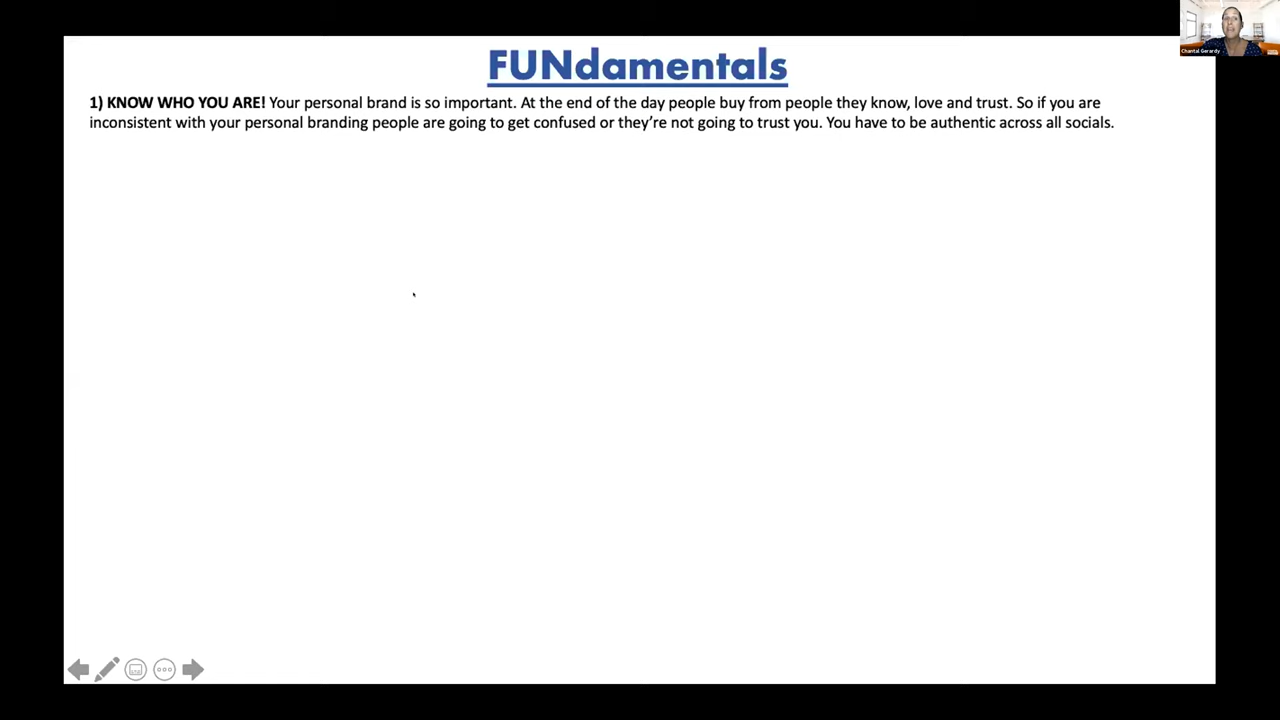 FUNdamentals
1) KNOW WHO YOU ARE! Your personal brand is so important. At the end of the day people buy from people they know, love and trust. So if you are
inconsistent with your personal branding people are going to get confused or they’re not going to trust you. You have to be authentic across all socials.
Chantal Gerardy